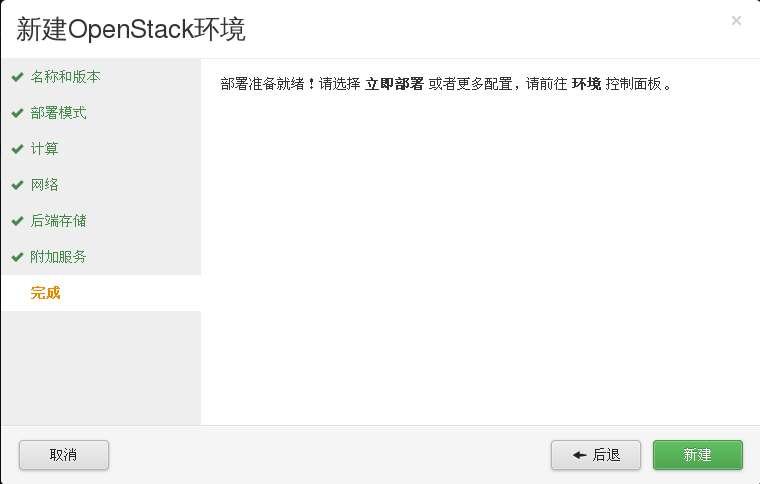 新建OpenStack环境
×
名称和版本
部署准备就绪！请选择 立即部署 或者更多配置，请前往 环境 控制面板。
部署模式
计算
网络
后端存储
附加服务
完成
取消
后退
新建